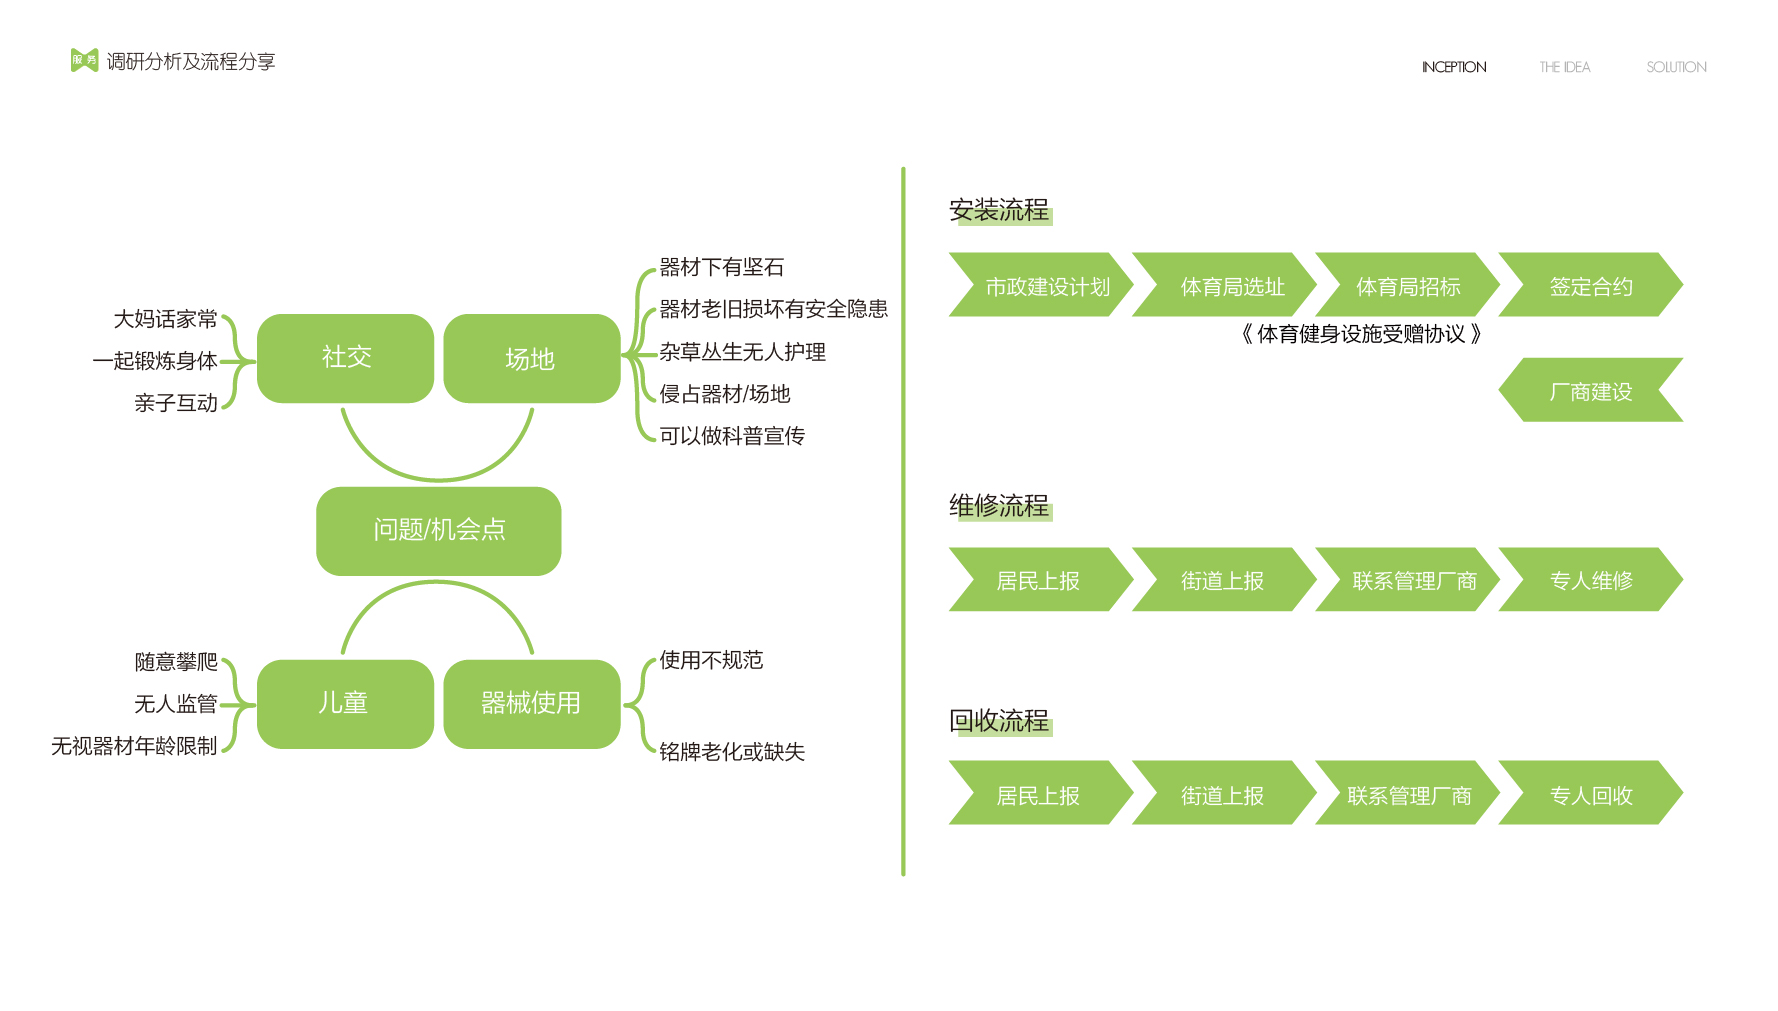 服务 调研分析及流程分享
INCEPTION THE IDEA SOLUTION
大妈话家常
一起锻炼身体
亲子互动
社交
场地
器材下有坚石
器材老旧损坏有安全隐患
杂草丛生无人护理
侵占器材/场地
可以做科普宣传
问题/机会点
随意攀爬
无人监管
无视器材年龄限制
儿童
器械使用
使用不规范
铭牌老化或缺失
安装流程
市政建设计划 体育局选址 体育局招标 签定合约
《 体育健身设施受赠协议 》
厂商建设
维修流程
居民上报 街道上报 联系管理厂商 专人维修
回收流程
居民上报 街道上报 联系管理厂商 专人回收